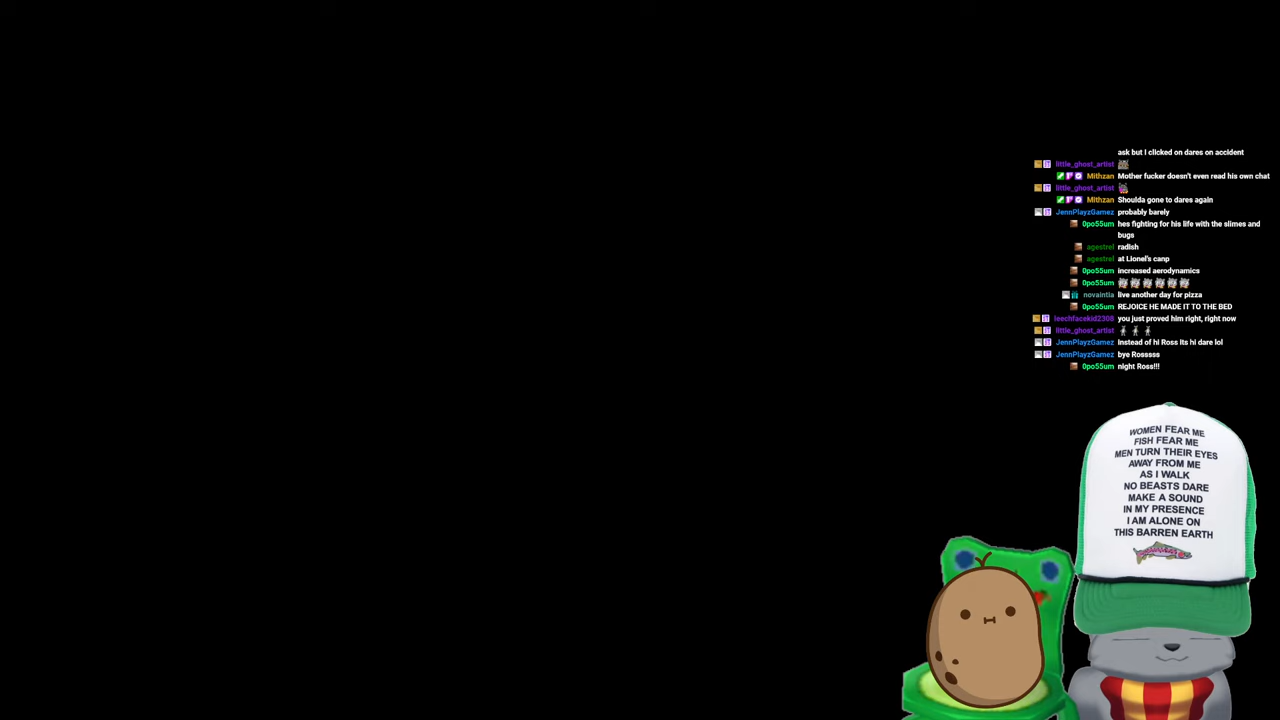 ask but I clicked on dares on accident
little_ghost_artist
Mithzan Mother fucker doesn't even read his own chat
little_ghost_artist
Mithzan Shoulda gone to dares again
JennPlayzGamez probably barely
0po55um hes fighting for his life with the slimes and
bugs
agestrel radish
agestrel at Lionel's canp
0po55um increased aerodynamics
0po55um
novaintia live another day for pizza
0po55um REJOICE HE MADE IT TO THE BED
leechfacekid2308 you just proved him right, right now
little_ghost_artist
JennPlayzGamez instead of hi Ross its hi dare lol
JennPlayzGamez bye Rosssss
0po55um night Ross!!!
WOMEN FEAR ME
FISH FEAR ME
MEN TURN THEIR EYES
AWAY FROM ME
AS I WALK
NO BEASTS DARE
MAKE A SOUND
IN MY PRESENCE
I AM ALONE ON
THIS BARREN EARTH